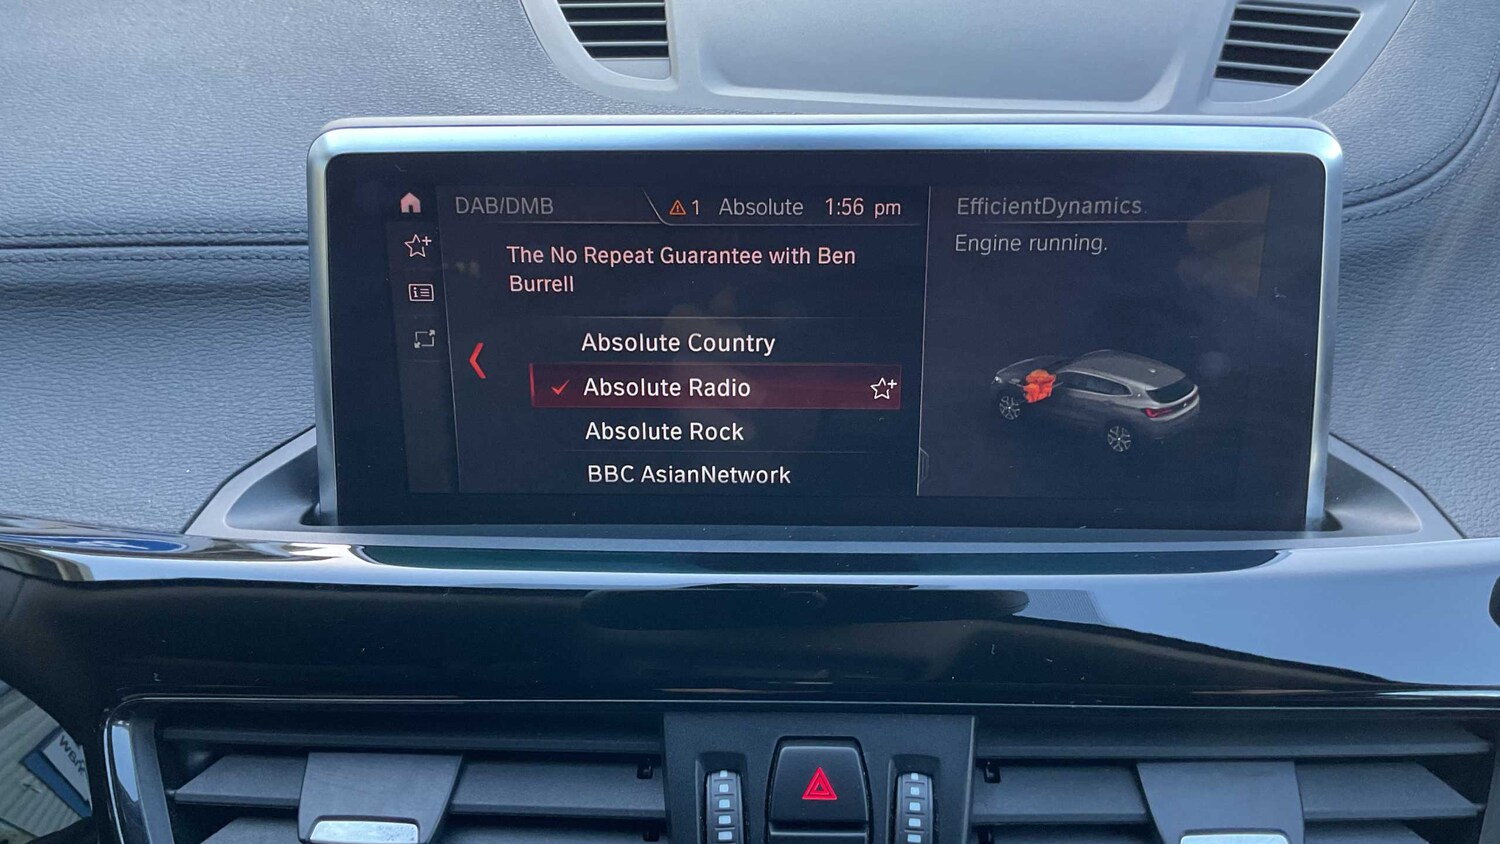 DAB/DMB
1 Absolute 1:56 pm
EfficientDynamics
Engine running.
The No Repeat Guarantee with Ben
Burrell
Absolute Country
Absolute Radio
Absolute Rock
BBC AsianNetwork